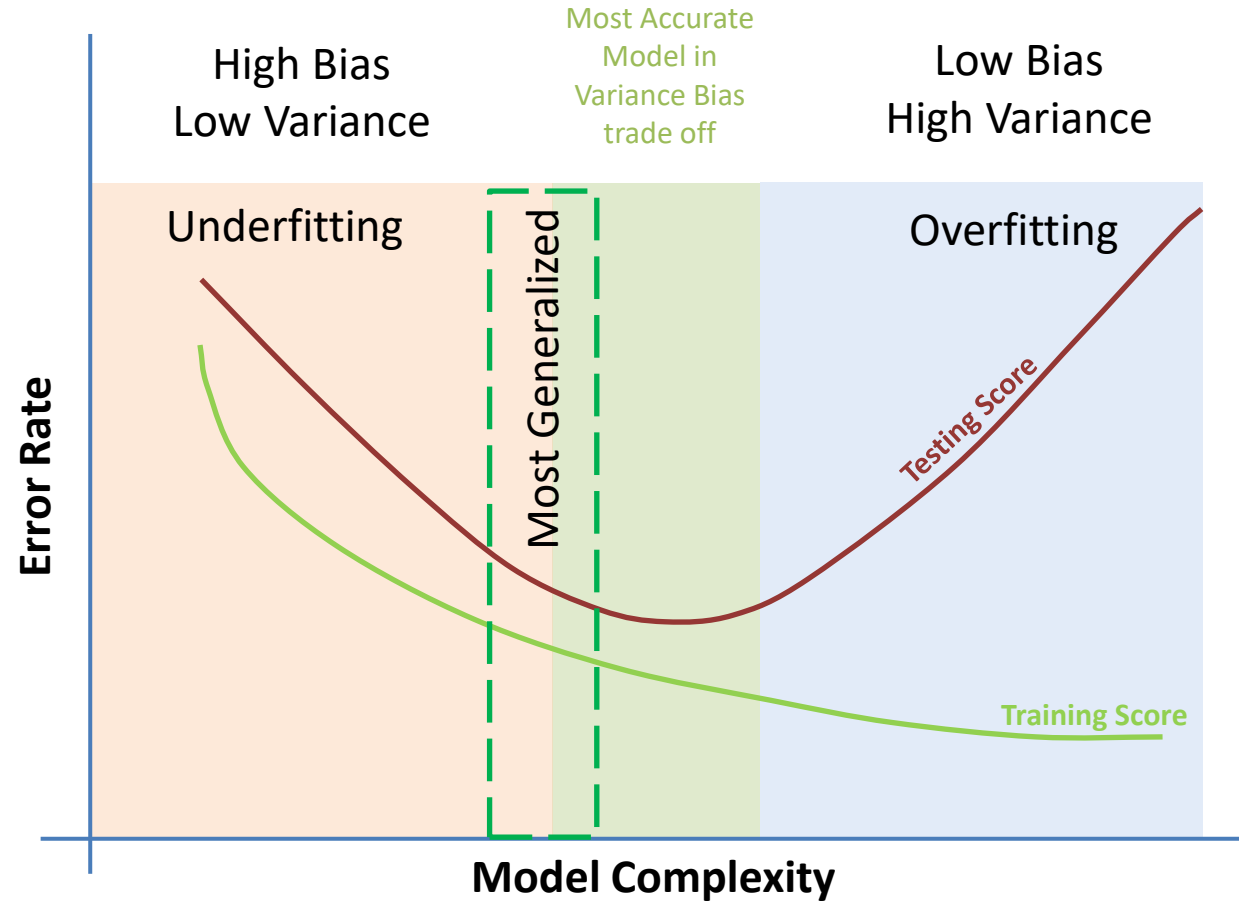 Most Accurate
Model in
Variance Bias
trade off
High Bias
Low Variance
Low Bias
High Variance
Underfitting
Most Generalized
Overfitting
Testing Score
Training Score
Error Rate
Model Complexity